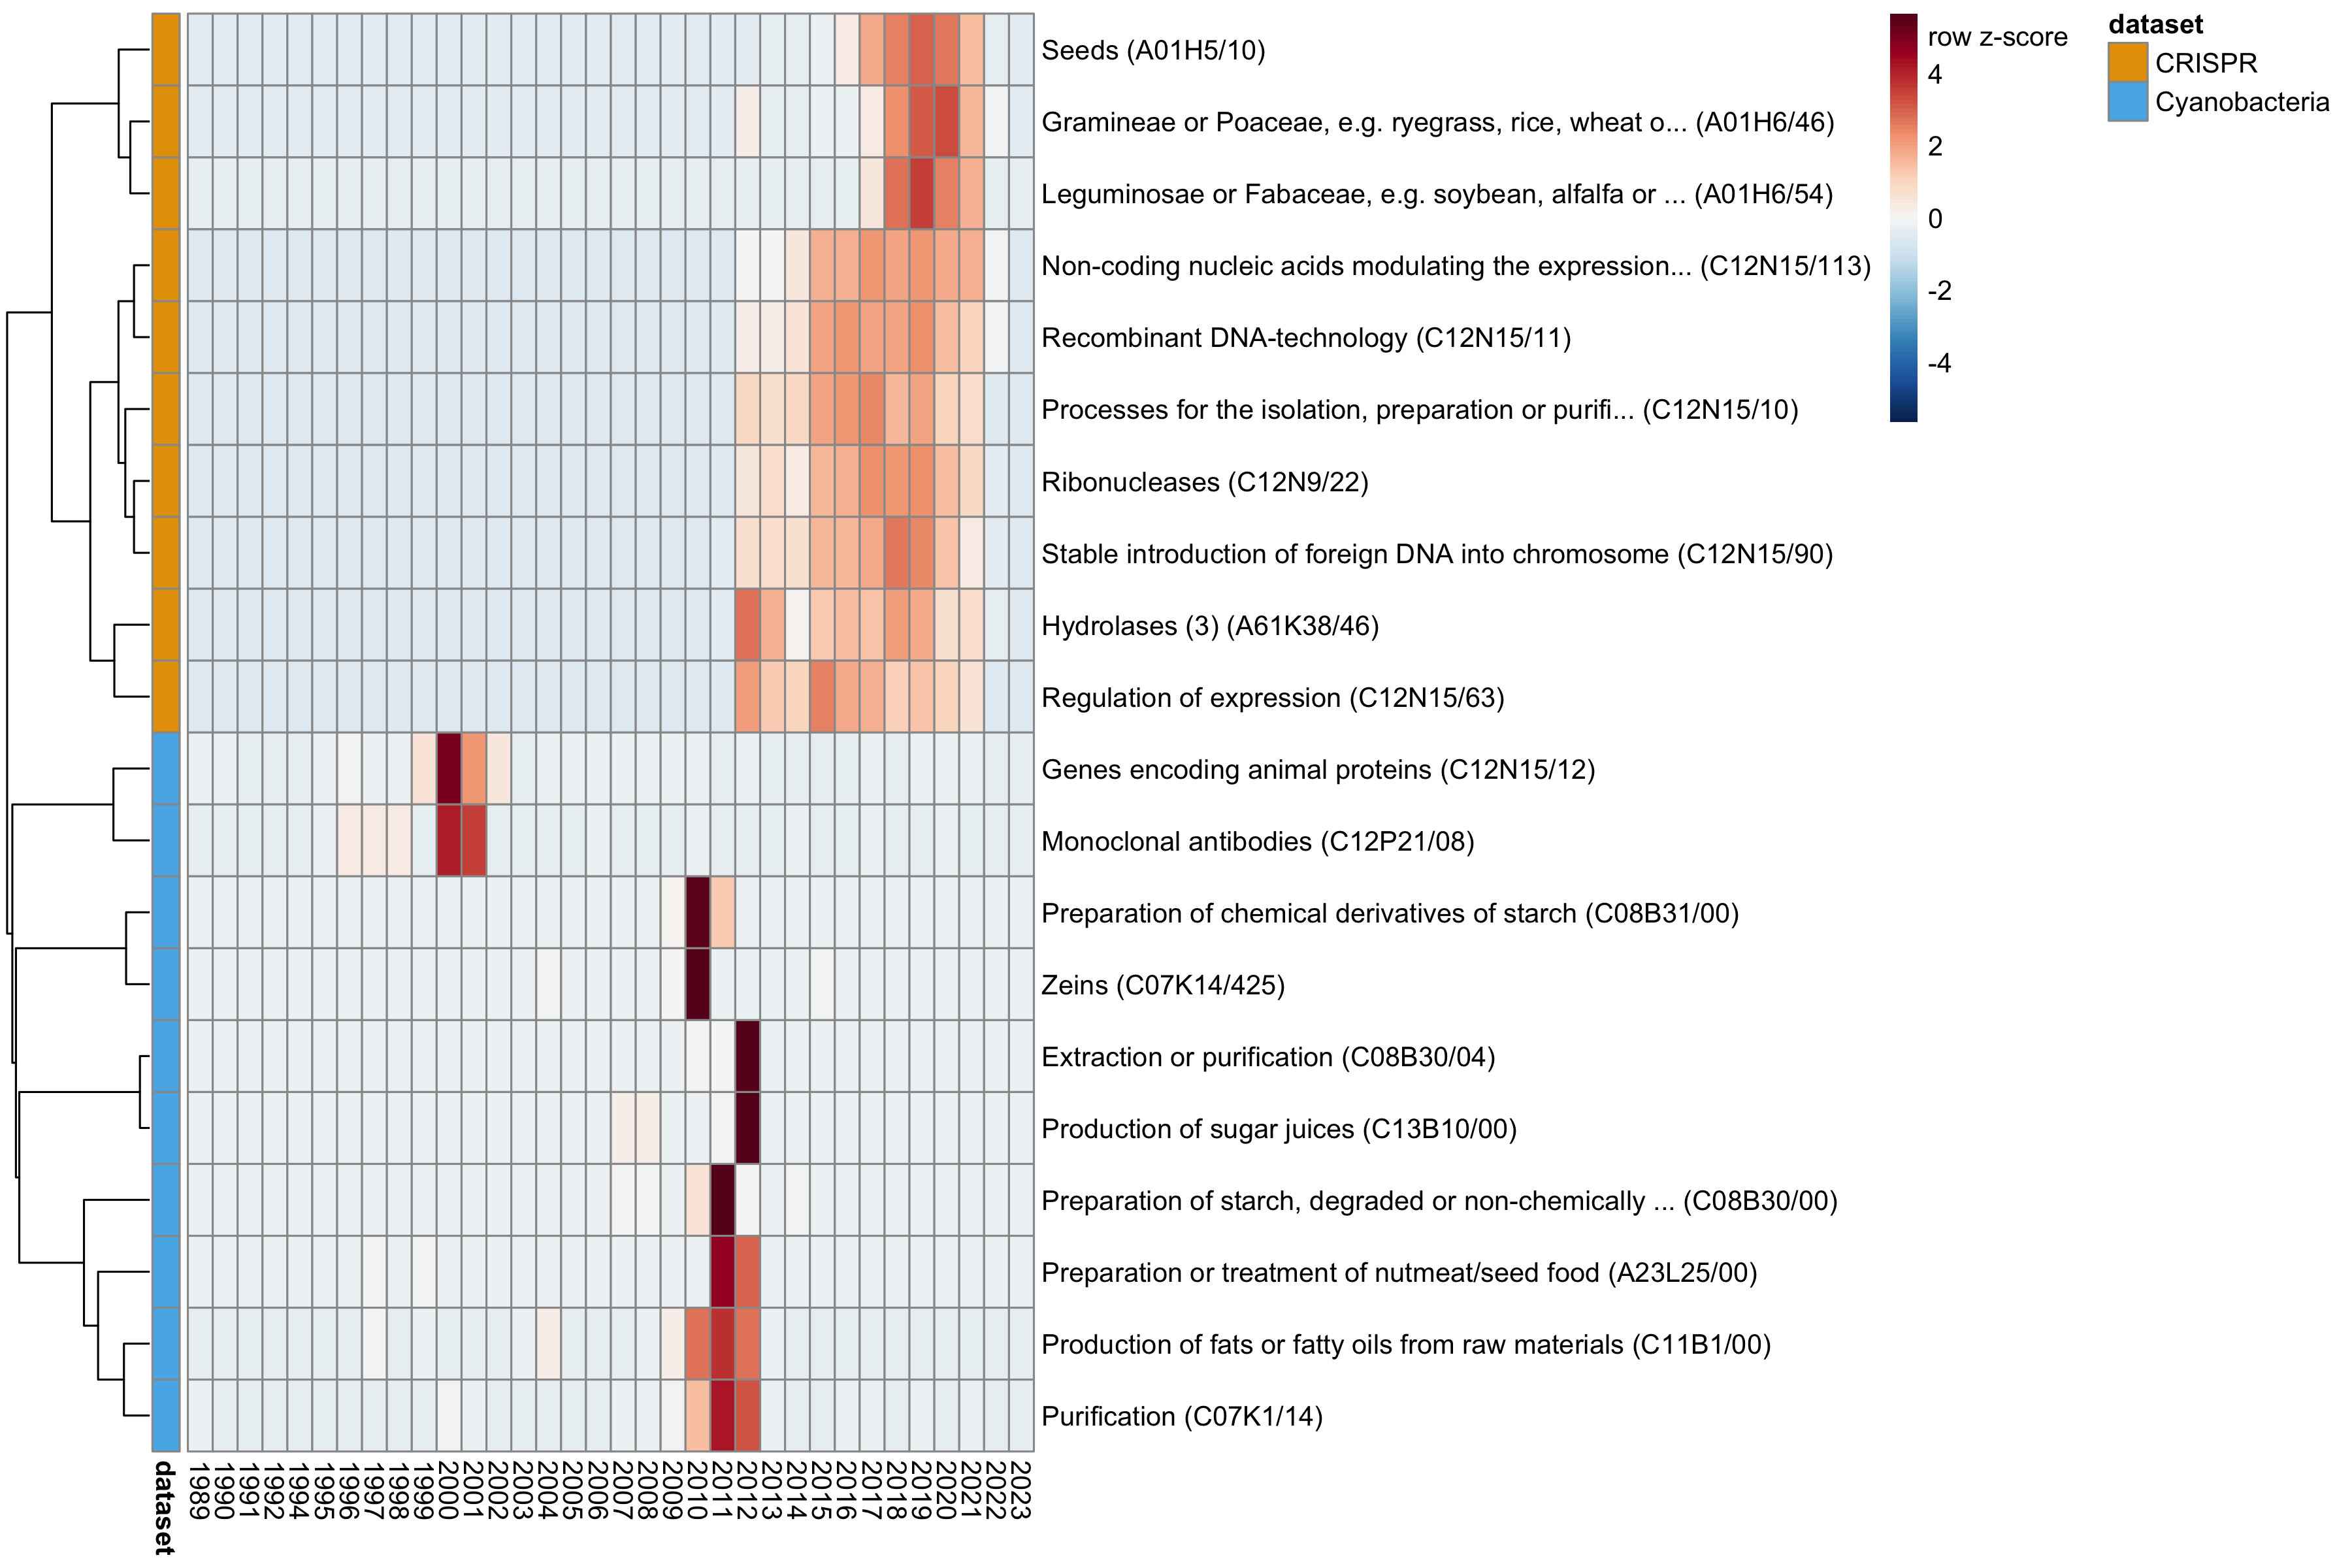 Seeds (A01H5/10)
Gramineae or Poaceae, e.g. ryegrass, rice, wheat o... (A01H6/46)
Leguminosae or Fabaceae, e.g. soybean, alfalfa or ... (A01H6/54)
Non-coding nucleic acids modulating the expression... (C12N15/113)
Recombinant DNA-technology (C12N15/11)
Processes for the isolation, preparation or purifi... (C12N15/10)
Ribonucleases (C12N9/22)
Stable introduction of foreign DNA into chromosome (C12N15/90)
Hydrolases (3) (A61K38/46)
Regulation of expression (C12N15/63)
Genes encoding animal proteins (C12N15/12)
Monoclonal antibodies (C12P21/08)
Preparation of chemical derivatives of starch (C08B31/00)
Zeins (C07K14/425)
Extraction or purification (C08B30/04)
Production of sugar juices (C13B10/00)
Preparation of starch, degraded or non-chemically ... (C08B30/00)
Preparation or treatment of nutmeat/seed food (A23L25/00)
Production of fats or fatty oils from raw materials (C11B1/00)
Purification (C07K1/14)
dataset
1989
1990
1991
1992
1994
1995
1996
1997
1998
1999
2000
2001
2002
2003
2004
2005
2006
2007
2008
2009
2010
2011
2012
2013
2014
2015
2016
2017
2018
2019
2020
2021
2022
2023
row z-score
4
2
0
-2
-4
dataset
CRISPR
Cyanobacteria